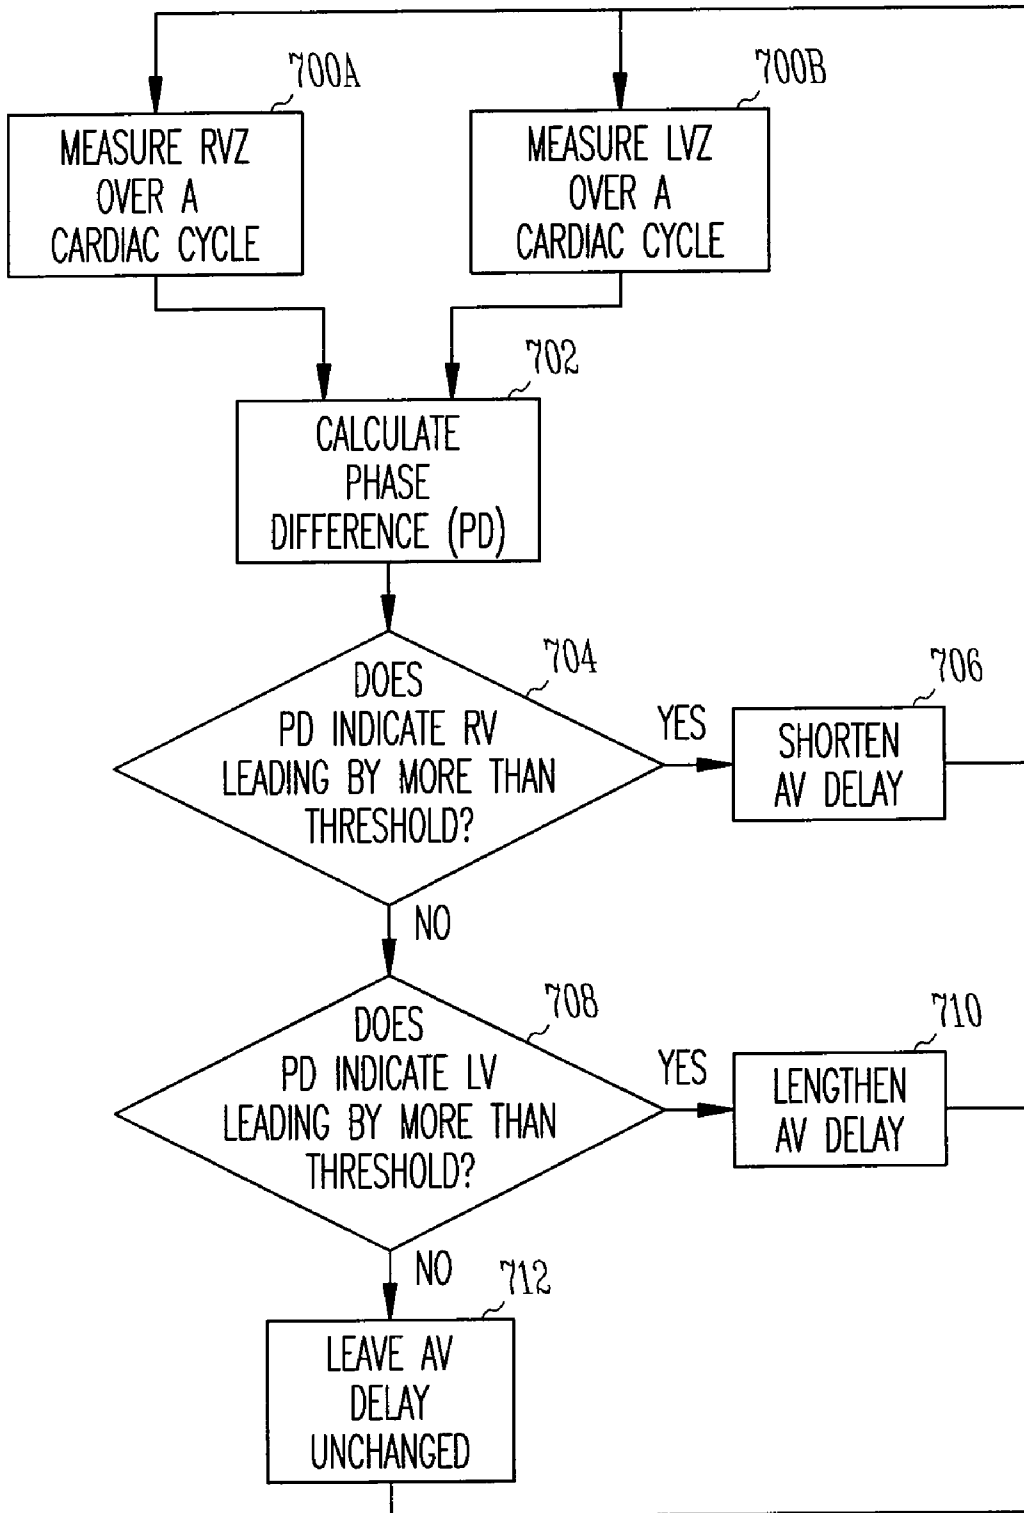 700A
MEASURE RVZ
OVER A
CARDIAC CYCLE
700B
MEASURE LVZ
OVER A
CARDIAC CYCLE
702
CALCULATE
PHASE
DIFFERENCE (PD)
704
DOES
PD INDICATE RV
LEADING BY MORE THAN
THRESHOLD?
YES
706
SHORTEN
AV DELAY
NO
708
DOES
PD INDICATE LV
LEADING BY MORE THAN
THRESHOLD?
YES
710
LENGTHEN
AV DELAY
NO
712
LEAVE AV
DELAY
UNCHANGED